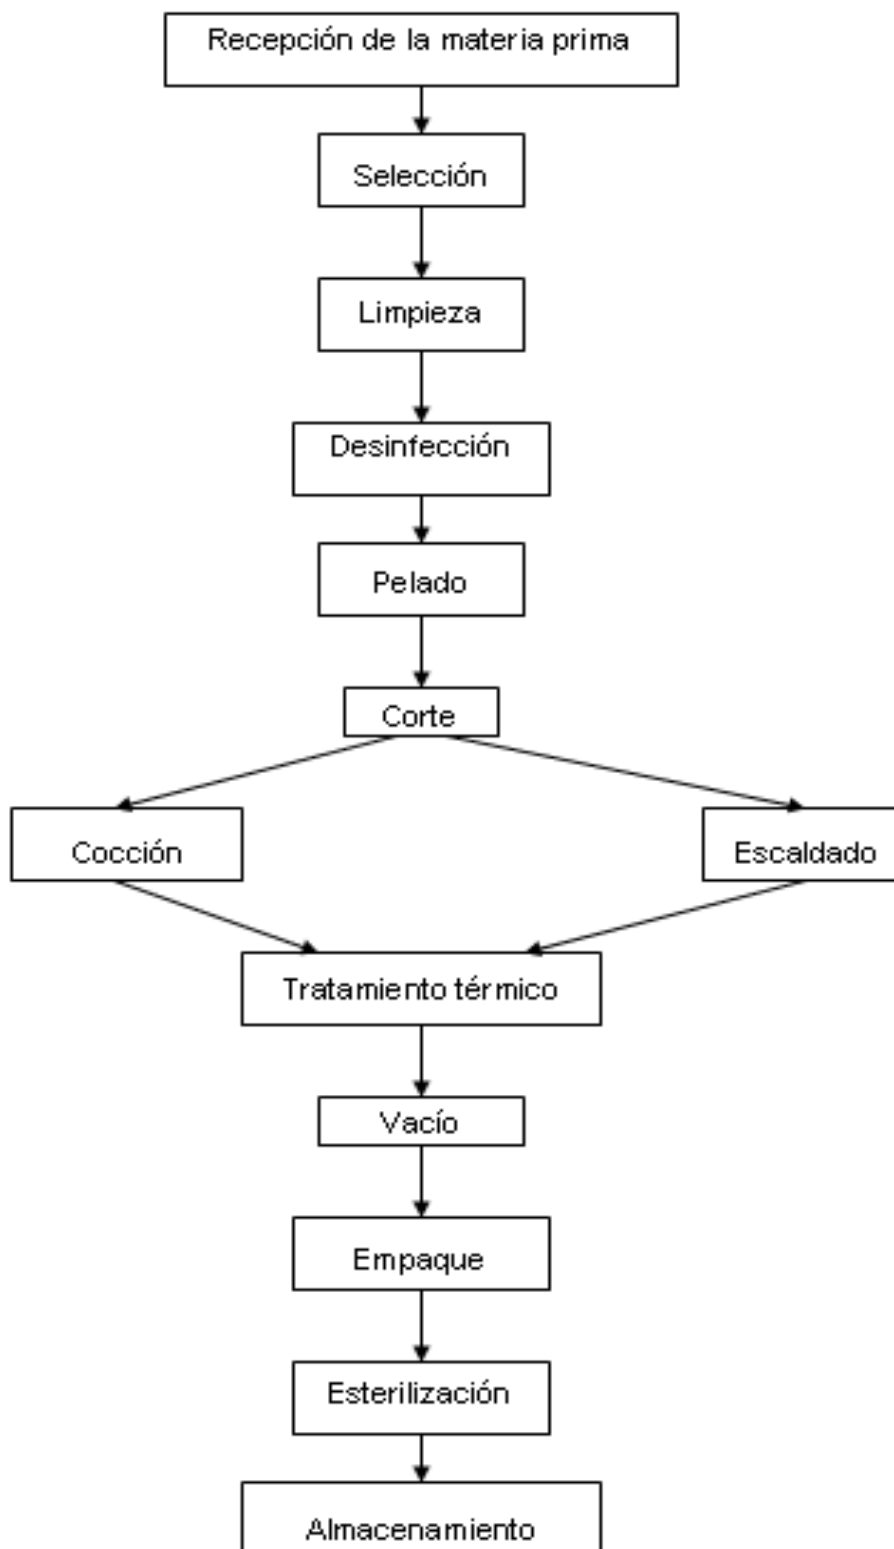 Recepción de la materia prima
Selección
Limpieza
Desinfección
Pelado
Corte
Cocción
Escaldado
Tratamiento térmico
Vacío
Empaque
Esterilización
Almacenamiento